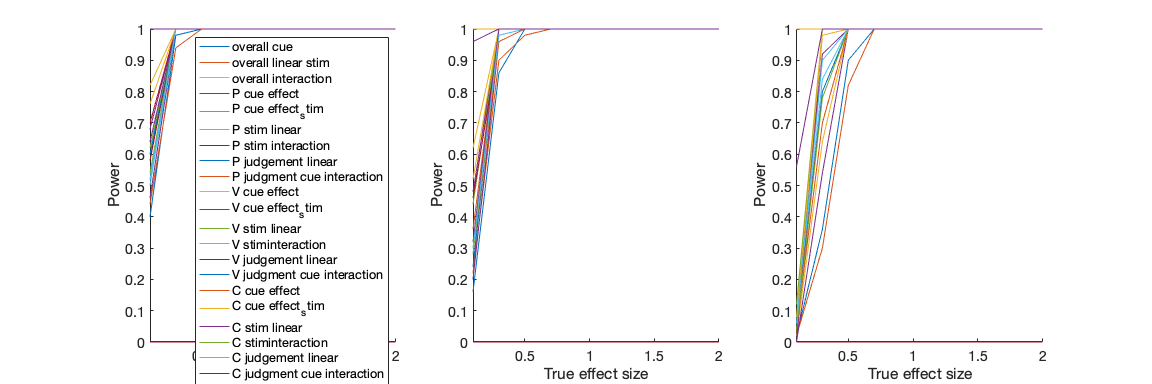 1
0.9
0.8
0.7
0.6
0.5
0.4
0.3
0.2
0.1
0
Power
2
overall cue
overall linear stim
overall interaction
P cue effect
P cue effect_stim
P stim linear
P stim interaction
P judgement linear
P judgment cue interaction
V cue effect
V cue effect_stim
V stim linear
V stiminteraction
V judgement linear
V judgment cue interaction
C cue effect
C cue effect_stim
C stim linear
C stiminteraction
C judgement linear
C judgment cue interaction
1
0.9
0.8
0.7
0.6
0.5
0.4
0.3
0.2
0.1
0
Power
0.5 1 1.5 2
True effect size
1
0.9
0.8
0.7
0.6
0.5
0.4
0.3
0.2
0.1
0
Power
0.5 1 1.5 2
True effect size